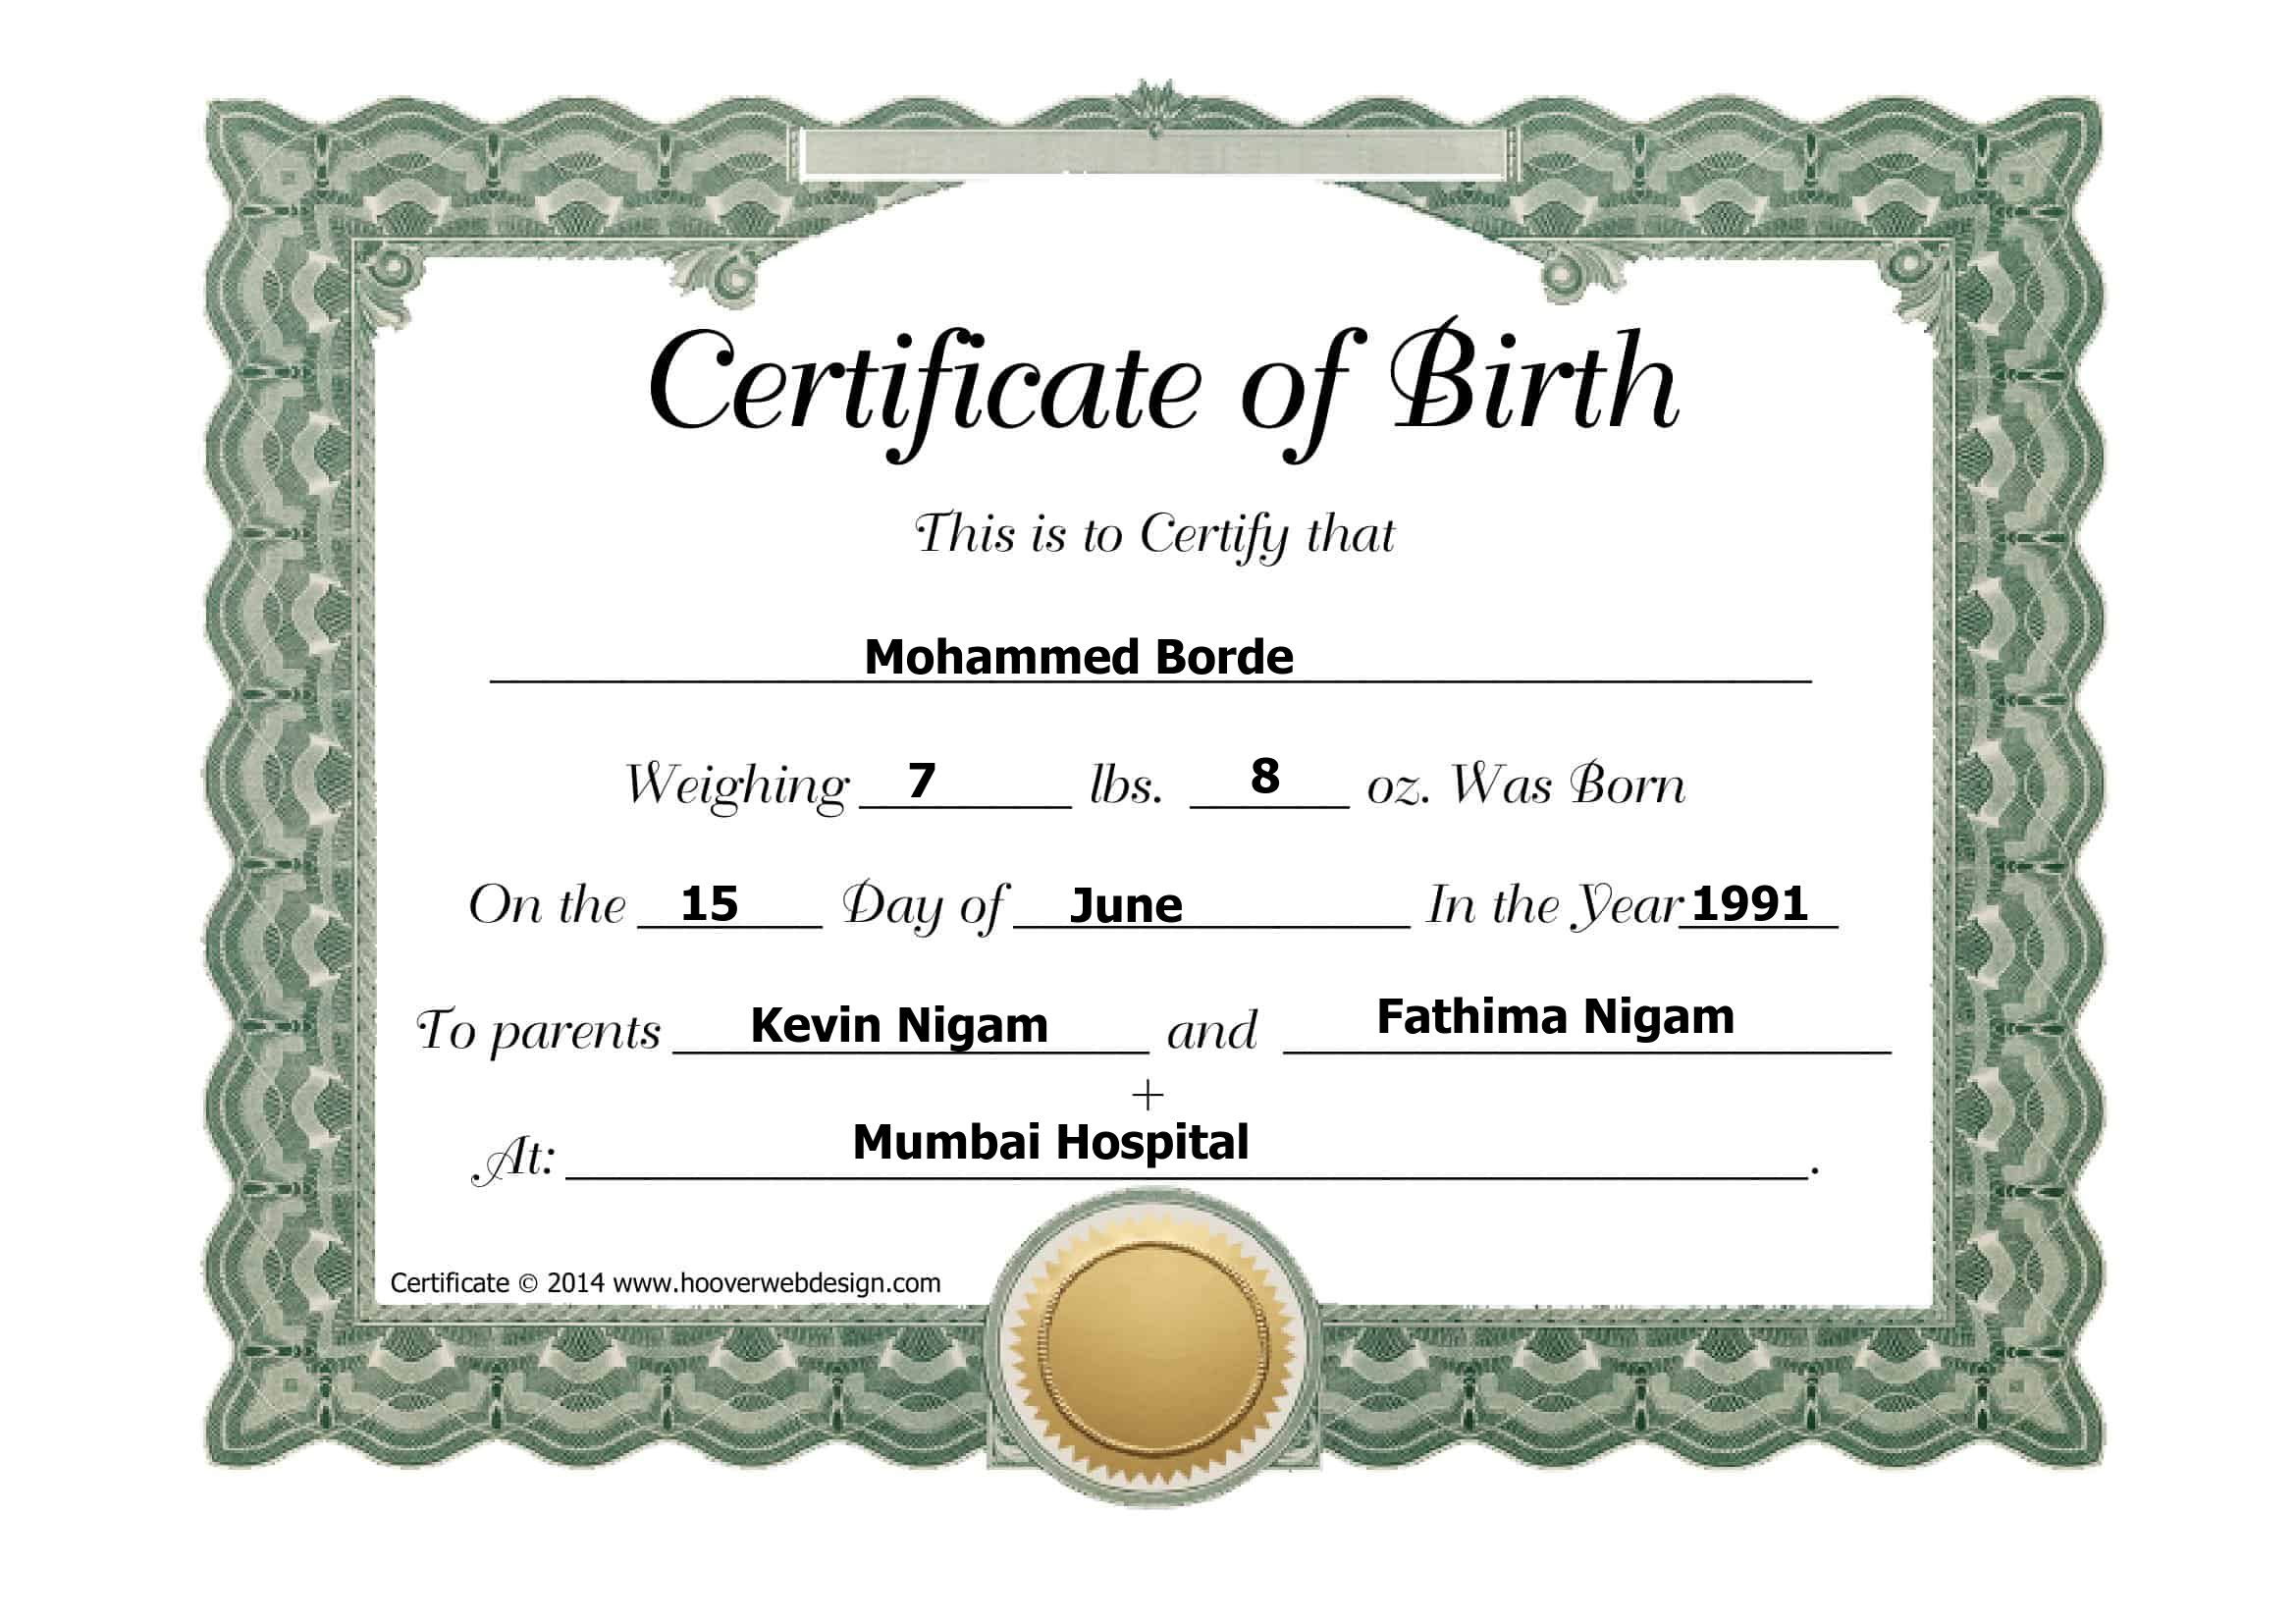 Certificate of Birth
This is to Certify that
Mohammed Borde
Weighing 7 lbs. 8 oz. Was Born
On the 15 Day of June In the Year 1991
To parents Kevin Nigam and Fathima Nigam
+
At: Mumbai Hospital.
Certificate © 2014 www.hooverwebdesign.com